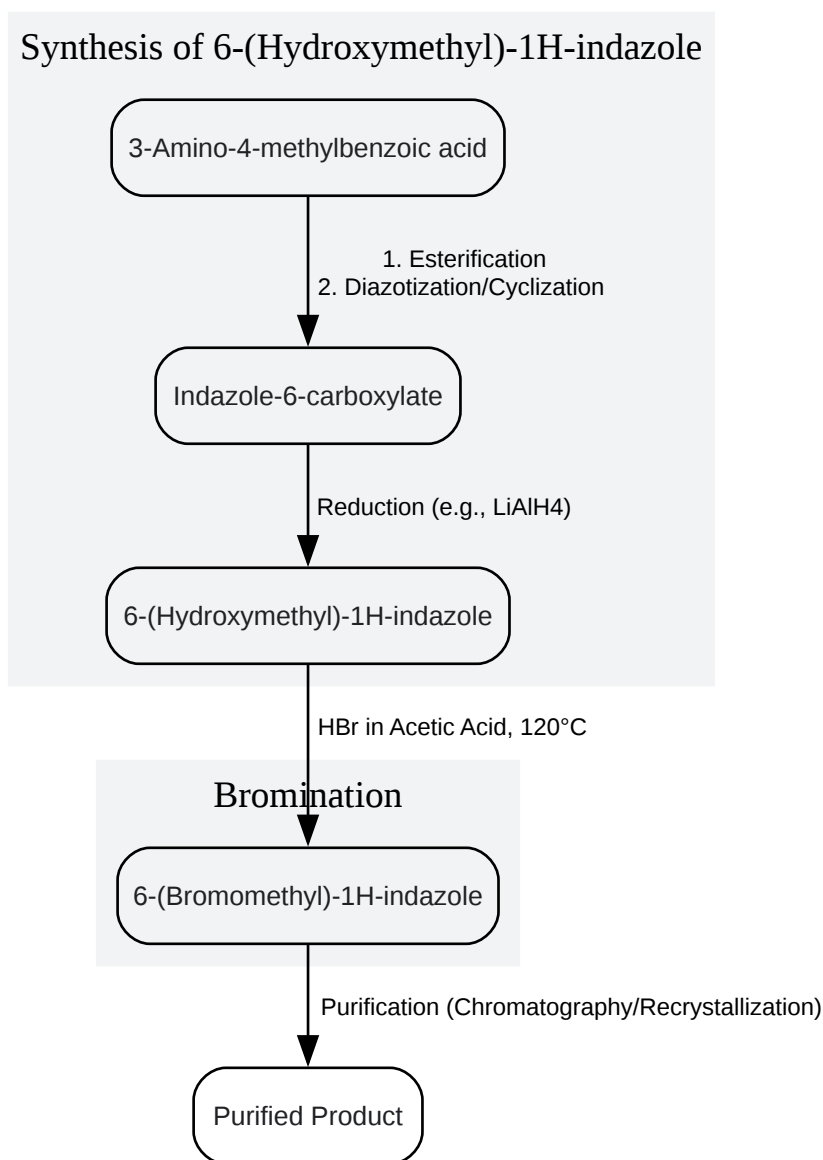 Synthesis of 6-(Hydroxymethyl)-1H-indazole
3-Amino-4-methylbenzoic acid
1. Esterification
2. Diazotization/Cyclization
Indazole-6-carboxylate
Reduction (e.g., LiAlH4)
6-(Hydroxymethyl)-1H-indazole
HBr in Acetic Acid, 120°C
Bromination
6-(Bromomethyl)-1H-indazole
Purification (Chromatography/Recrystallization)
Purified Product